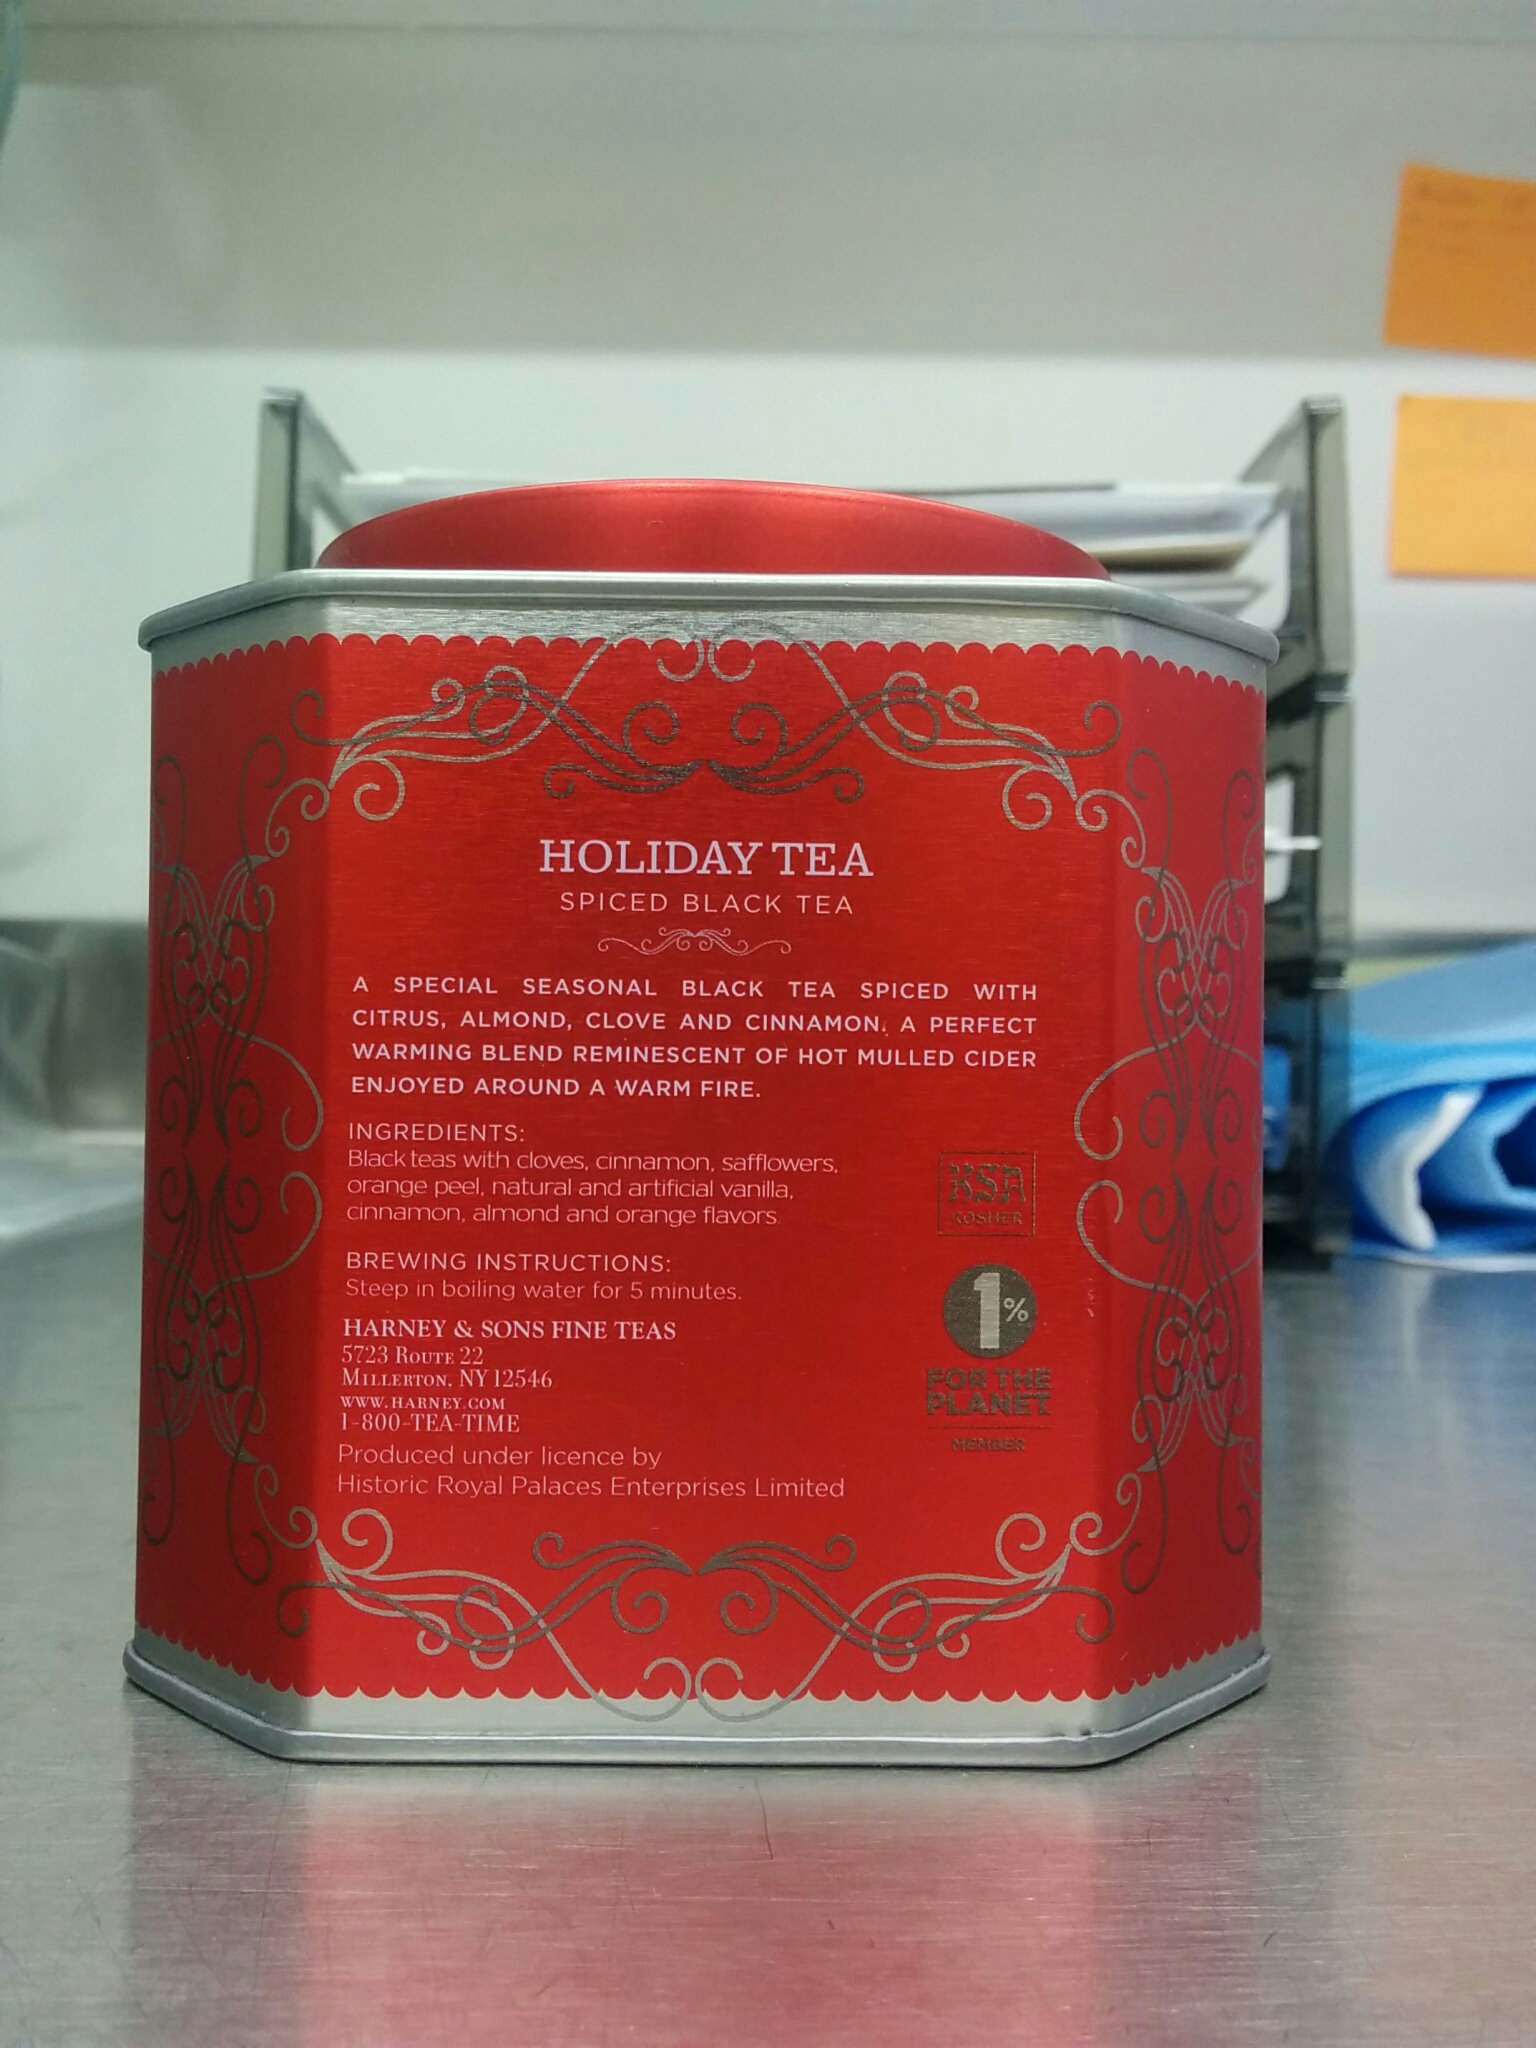 HOLIDAY TEA
SPICED BLACK TEA
A SPECIAL SEASONAL BLACK TEA SPICED WITH
CITRUS, ALMOND, CLOVE AND CINNAMON. A PERFECT
WARMING BLEND REMINESCENT OF HOT MULLED CIDER
ENJOYED AROUND A WARM FIRE.
INGREDIENTS:
Black teas with cloves, cinnamon, safflowers,
orange peel, natural and artificial vanilla,
cinnamon, almond and orange flavors
KSA
KOSHER
BREWING INSTRUCTIONS:
Steep in boiling water for 5 minutes.
HARNEY & SONS FINE TEAS
5723 ROUTE 22
MILLERTON, NY 12546
WWW.HARNEY.COM
1-800-TEA-TIME
Produced under licence by
Historic Royal Palaces Enterprises Limited
1%
FOR THE
PLANET
MEMBER